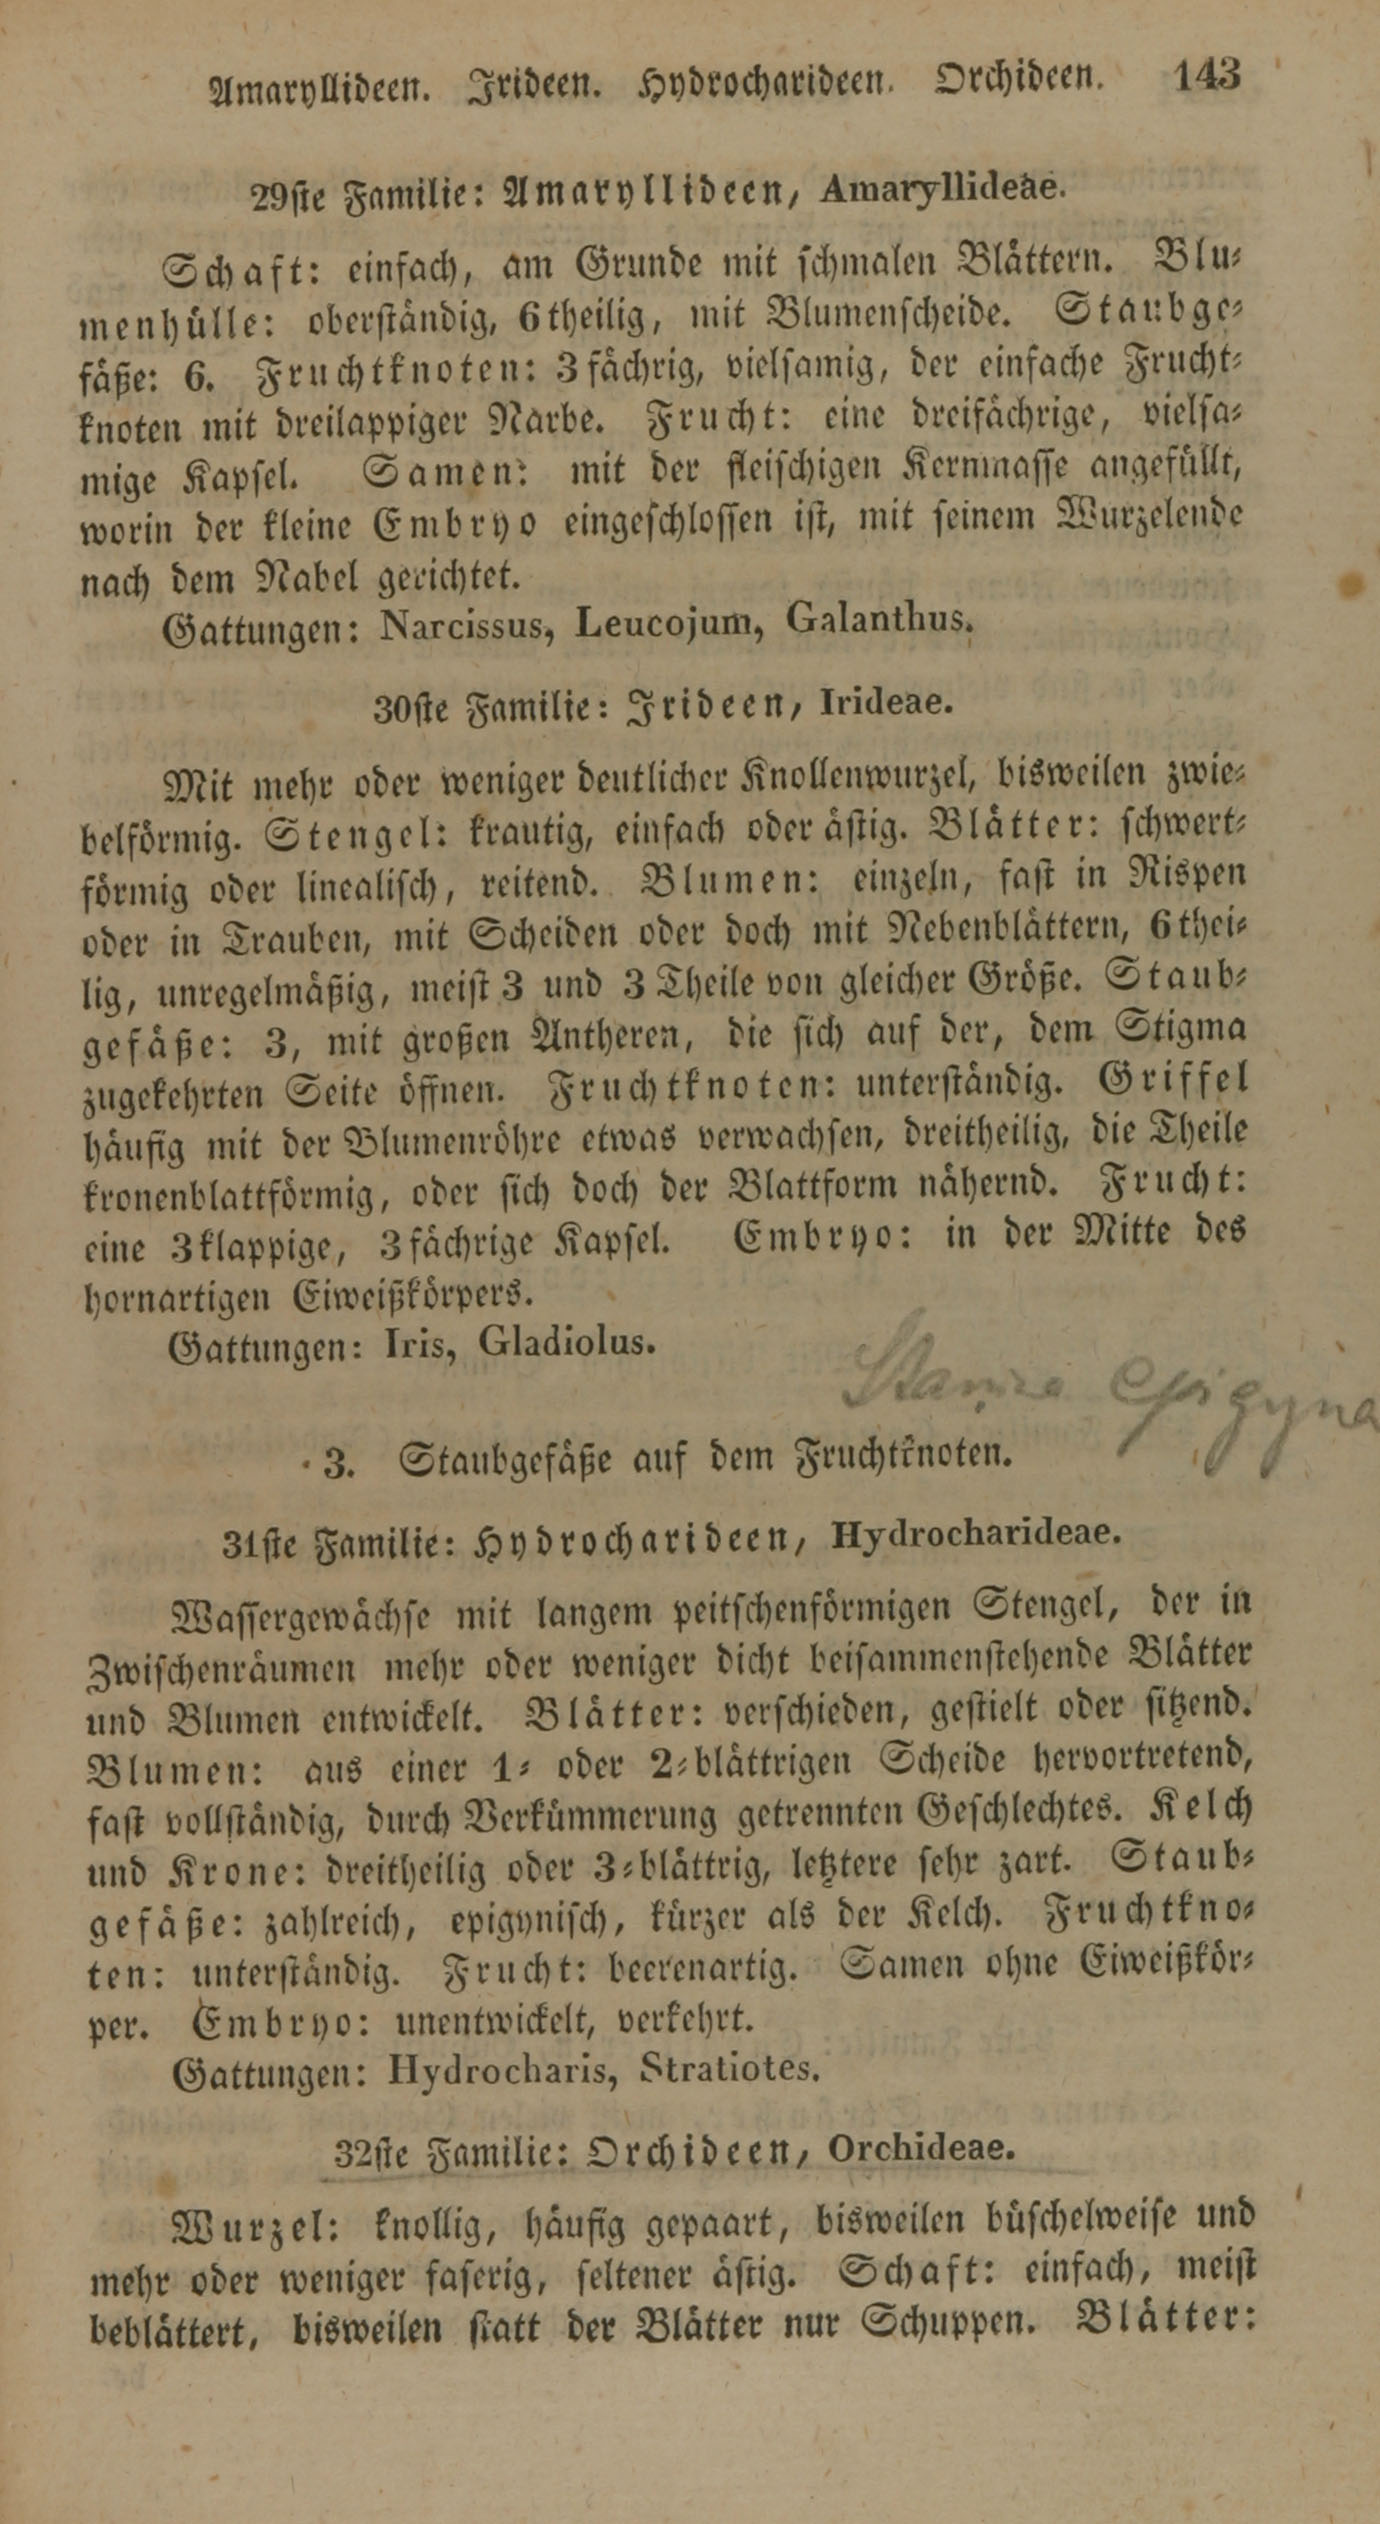 Amaryllideen. Irideen. Hydrocharideen. Orchideen. 143
29ste Familie: Amaryllideen, Amaryllideae.
Schaft: einfach, am Grunde mit schmalen Blättern. Blu-
menhülle: oberständig, 6theilig, mit Blumenscheide. Staubge-
fäße: 6. Fruchtknoten: 3fächrig, vielsamig, der einfache Frucht-
knoten mit dreilappiger Narbe. Frucht: eine dreifächrige, vielsa-
mige Kapsel. Samen: mit der fleischigen Kernmasse angefüllt,
worin der kleine Embryo eingeschlossen ist, mit seinem Wurzelende
nach dem Nabel gerichtet.
Gattungen: Narcissus, Leucojum, Galanthus.
30ste Familie: Irideen, Irideae.
Mit mehr oder weniger deutlicher Knollenwurzel, bisweilen zwie-
belförmig. Stengel: krautig, einfach oder ästig. Blätter: schwert-
förmig oder linealisch, reitend. Blumen: einzeln, fast in Rispen
oder in Trauben, mit Scheiden oder doch mit Nebenblättern, 6thei-
lig, unregelmäßig, meist 3 und 3 Theile von gleicher Größe. Staub-
gefäße: 3, mit großen Antheren, die sich auf der, dem Stigma
zugekehrten Seite öffnen. Fruchtknoten: unterständig. Griffel
häufig mit der Blumenröhre etwas verwachsen, dreitheilig, die Theile
kronenblattförmig, oder sich doch der Blattform nähernd. Frucht:
eine 3klappige, 3fächrige Kapsel. Embryo: in der Mitte des
hornartigen Eiweißkörpers.
Gattungen: Iris, Gladiolus.
epigyna
3. Staubgefäße auf dem Fruchtknoten.
31ste Familie: Hydrocharideen, Hydrocharideae.
Wassergewächse mit langem peitschenförmigen Stengel, der in
Zwischenräumen mehr oder weniger dicht beisammenstehende Blätter
und Blumen entwickelt. Blätter: verschieden, gestielt oder sitzend.
Blumen: aus einer 1- oder 2-blättrigen Scheide hervortretend,
fast vollständig, durch Verkümmerung getrennten Geschlechtes. Kelch
und Krone: dreitheilig oder 3-blättrig, letztere sehr zart. Staub-
gefäße: zahlreich, epigynisch, kürzer als der Kelch. Fruchtkno-
ten: unterständig. Frucht: beerenartig. Samen ohne Eiweißkör-
per. Embryo: unentwickelt, verkehrt.
Gattungen: Hydrocharis, Stratiotes.
32ste Familie: Orchideen, Orchideae.
Wurzel: knollig, häufig gepaart, bisweilen büschelweise und
mehr oder weniger faserig, seltener ästig. Schaft: einfach, meist
beblättert, bisweilen statt der Blätter nur Schuppen. Blätter: